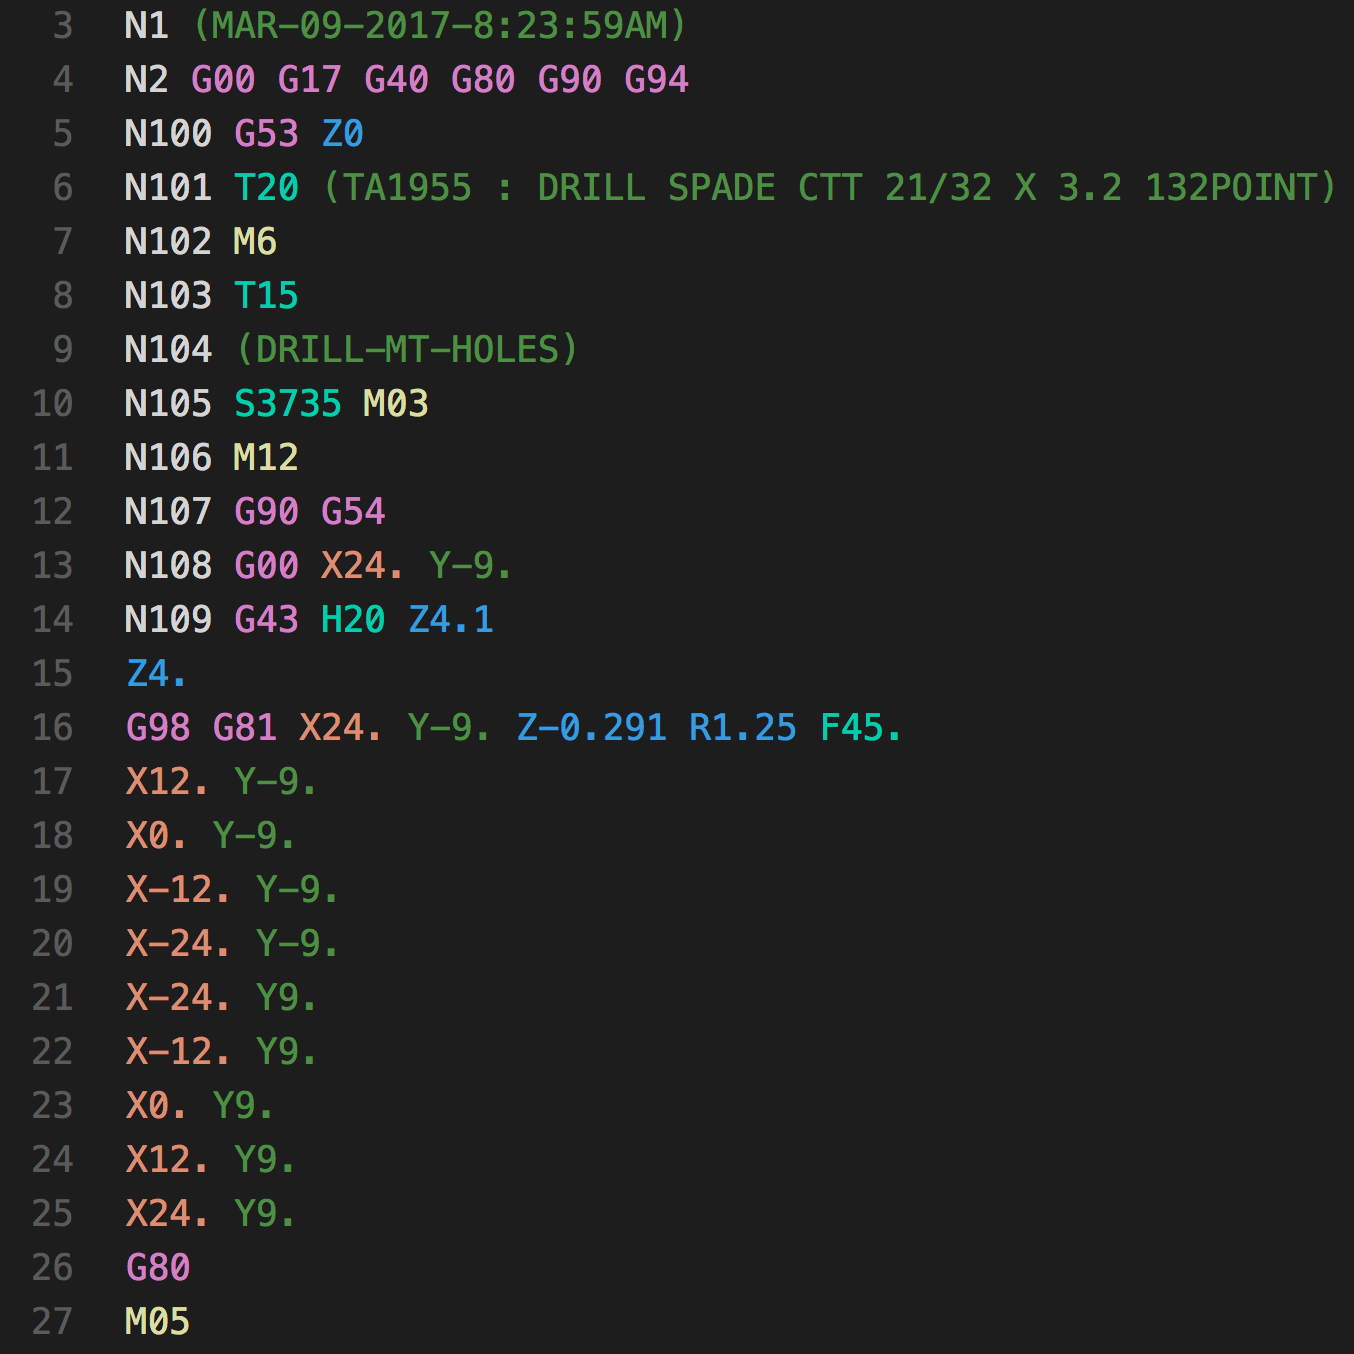 3 N1 (MAR-09-2017-8:23:59AM)
4 N2 G00 G17 G40 G80 G90 G94
5 N100 G53 Z0
6 N101 T20 (TA1955 : DRILL SPADE CTT 21/32 X 3.2 132POINT)
7 N102 M6
8 N103 T15
9 N104 (DRILL-MT-HOLES)
10 N105 S3735 M03
11 N106 M12
12 N107 G90 G54
13 N108 G00 X24. Y-9.
14 N109 G43 H20 Z4.1
15 Z4.
16 G98 G81 X24. Y-9. Z-0.291 R1.25 F45.
17 X12. Y-9.
18 X0. Y-9.
19 X-12. Y-9.
20 X-24. Y-9.
21 X-24. Y9.
22 X-12. Y9.
23 X0. Y9.
24 X12. Y9.
25 X24. Y9.
26 G80
27 M05